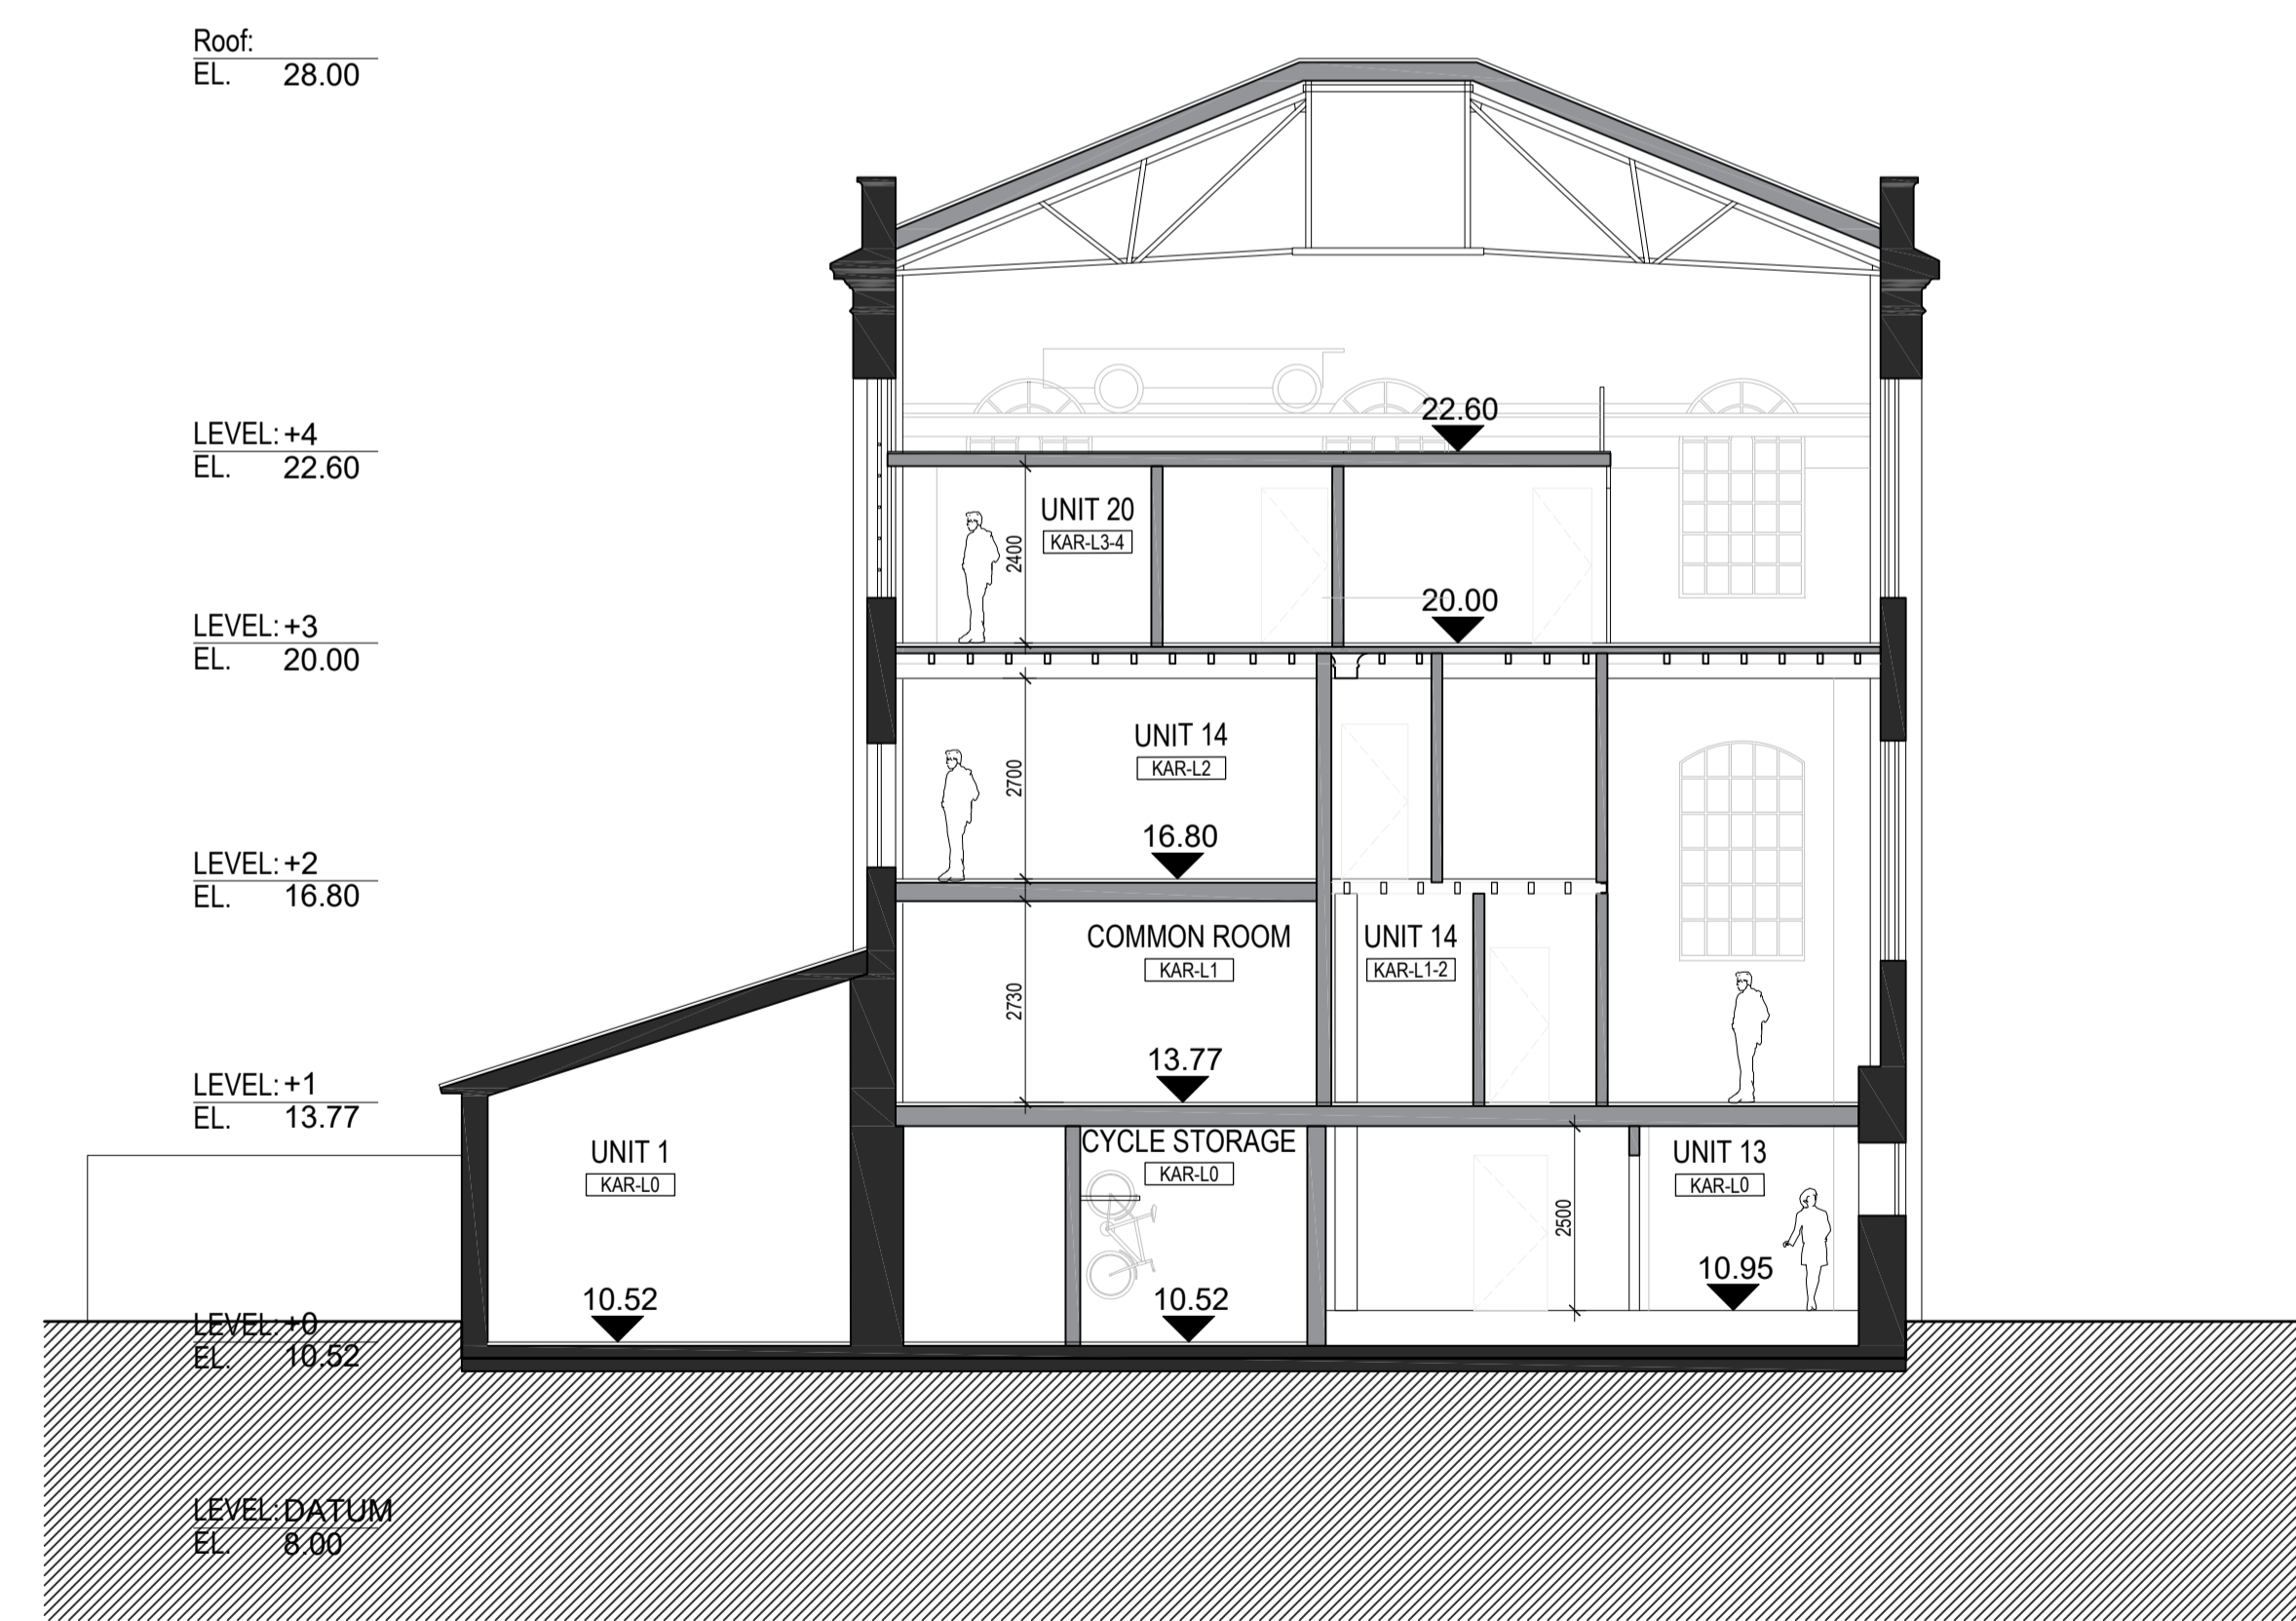 Roof:
EL. 28.00
LEVEL: +4
EL. 22.60
LEVEL: +3
EL. 20.00
LEVEL: +2
EL. 16.80
LEVEL: +1
EL. 13.77
LEVEL: +0
EL. 10.52
LEVEL: DATUM
EL. 8.00
22.60
UNIT 20
KAR-L3-4
2400
20.00
UNIT 14
KAR-L2
2700
16.80
COMMON ROOM
KAR-L1
2730
13.77
UNIT 14
KAR-L1-2
UNIT 1
KAR-L0
10.52
CYCLE STORAGE
KAR-L0
10.52
2500
UNIT 13
KAR-L0
10.95